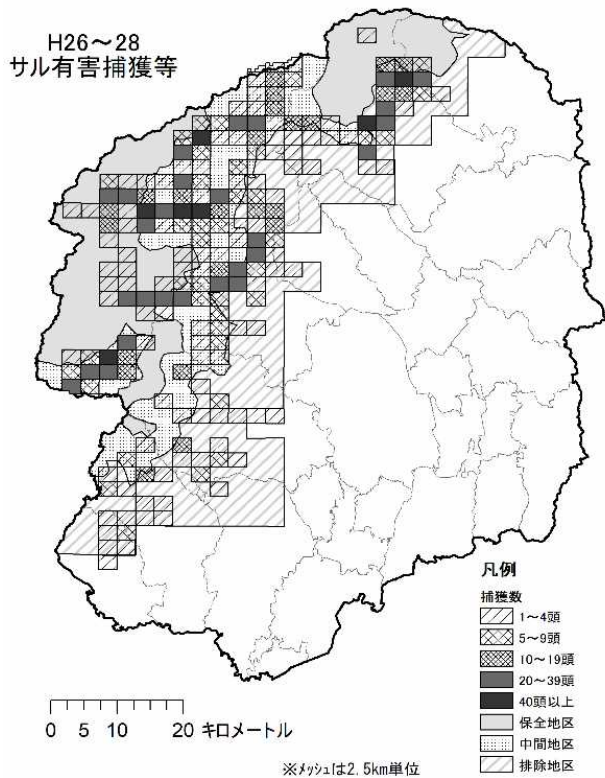 H26～28
サル有害捕獲等
凡例
捕獲数
1～4頭
5～9頭
10～19頭
20～39頭
40頭以上
保全地区
中間地区
排除地区
0 5 10 20 キロメートル
※メッシュは2.5km単位